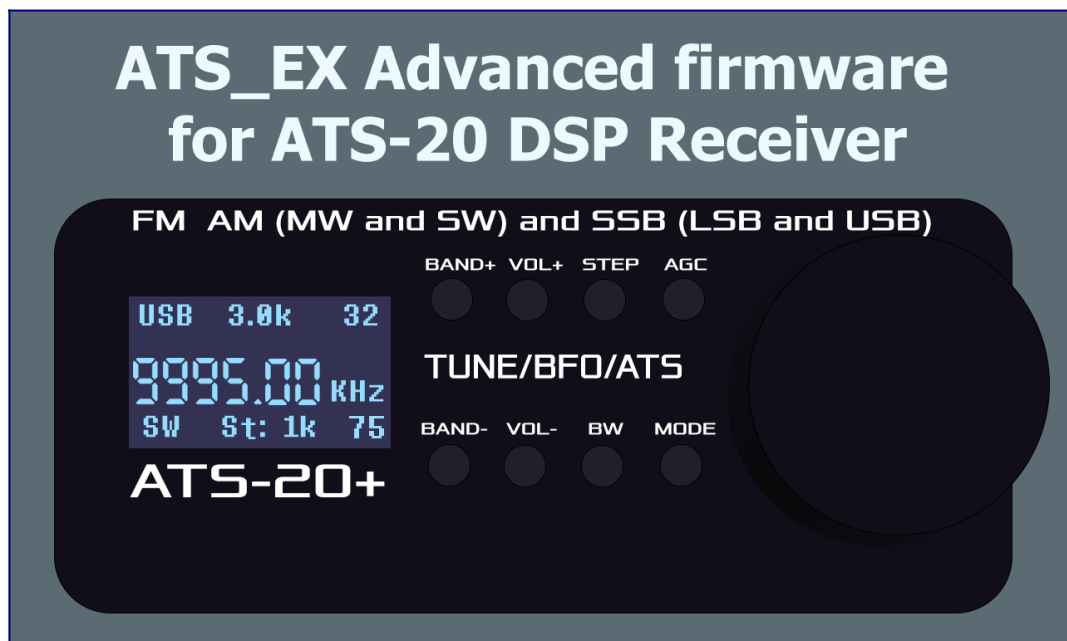 ATS_EX Advanced firmware
for ATS-20 DSP Receiver
FM AM (MW and SW) and SSB (LSB and USB)
BAND+ VOL+ STEP AGC
USB 3.0k 32
9995.00 KHz
SW St: 1k 75
TUNE/BFO/ATS
BAND- VOL- BW MODE
ATS-20+